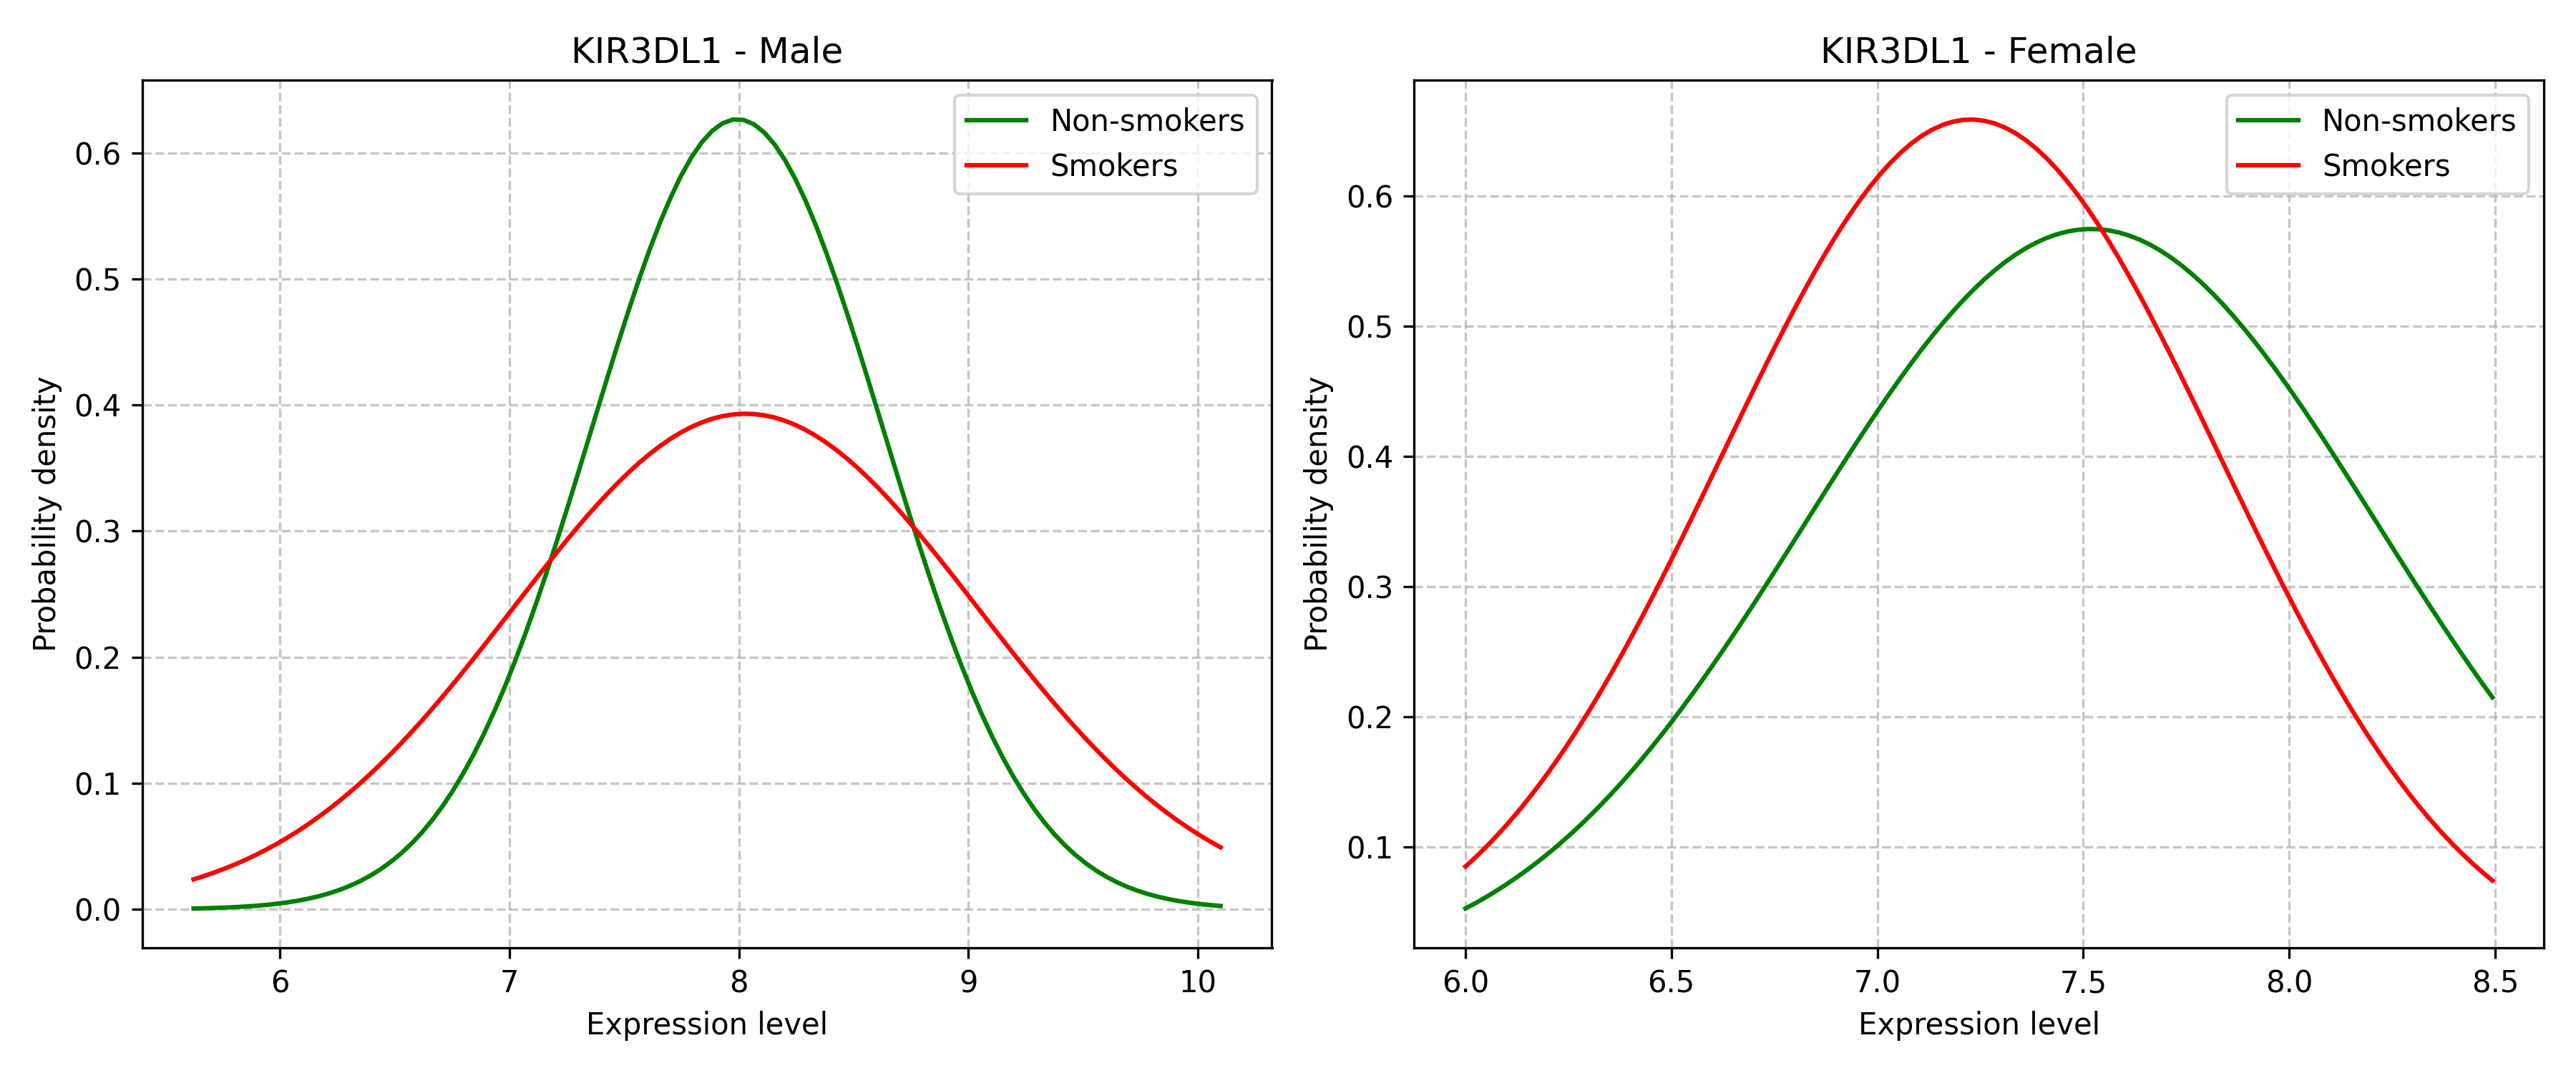 KIR3DL1 - Male
Non-smokers
Smokers
0.6
0.5
0.4
0.3
0.2
0.1
0.0
Probability density
6 7 8 9 10
Expression level
KIR3DL1 - Female
Non-smokers
Smokers
0.6
0.5
0.4
0.3
0.2
0.1
Probability density
6.0 6.5 7.0 7.5 8.0 8.5
Expression level